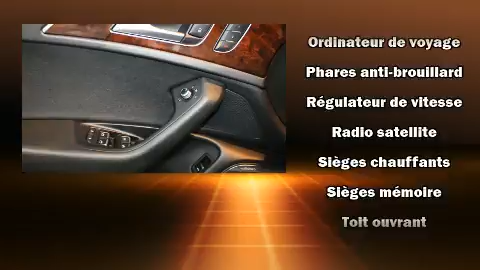 Ordinateur de voyage
Phares anti-brouillard
Régulateur de vitesse
Radio satellite
Sièges chauffants
Sièges mémoire
Toit ouvrant